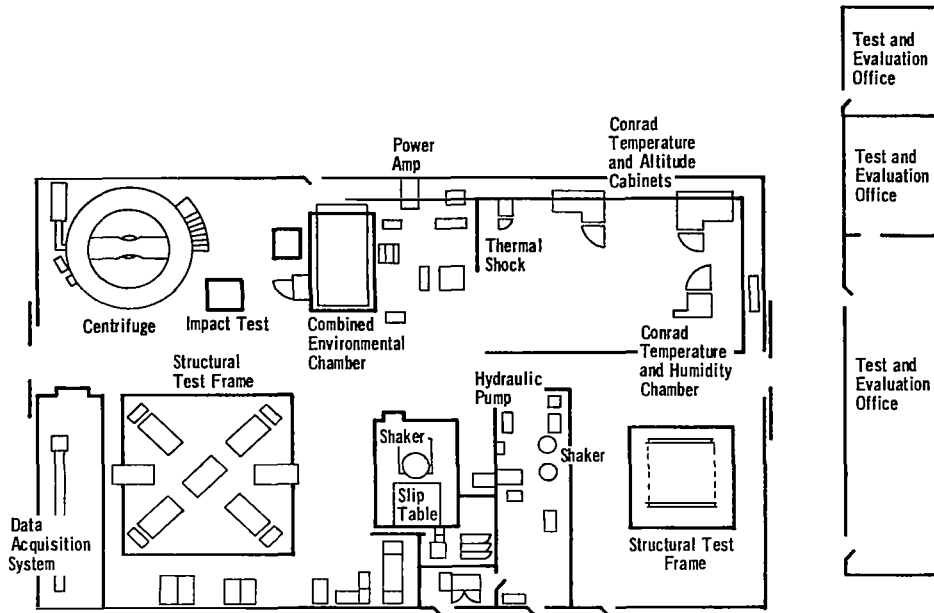 Test and
Evaluation
Office
Conrad
Temperature
and Altitude
Cabinets
Power
Amp
Test and
Evaluation
Office
Thermal
Shock
Centrifuge
Impact Test
Combined
Environmental
Chamber
Conrad
Temperature
and Humidity
Chamber
Structural
Test Frame
Hydraulic
Pump
Test and
Evaluation
Office
Shaker
Shaker
Slip
Table
Data
Acquisition
System
Structural Test
Frame